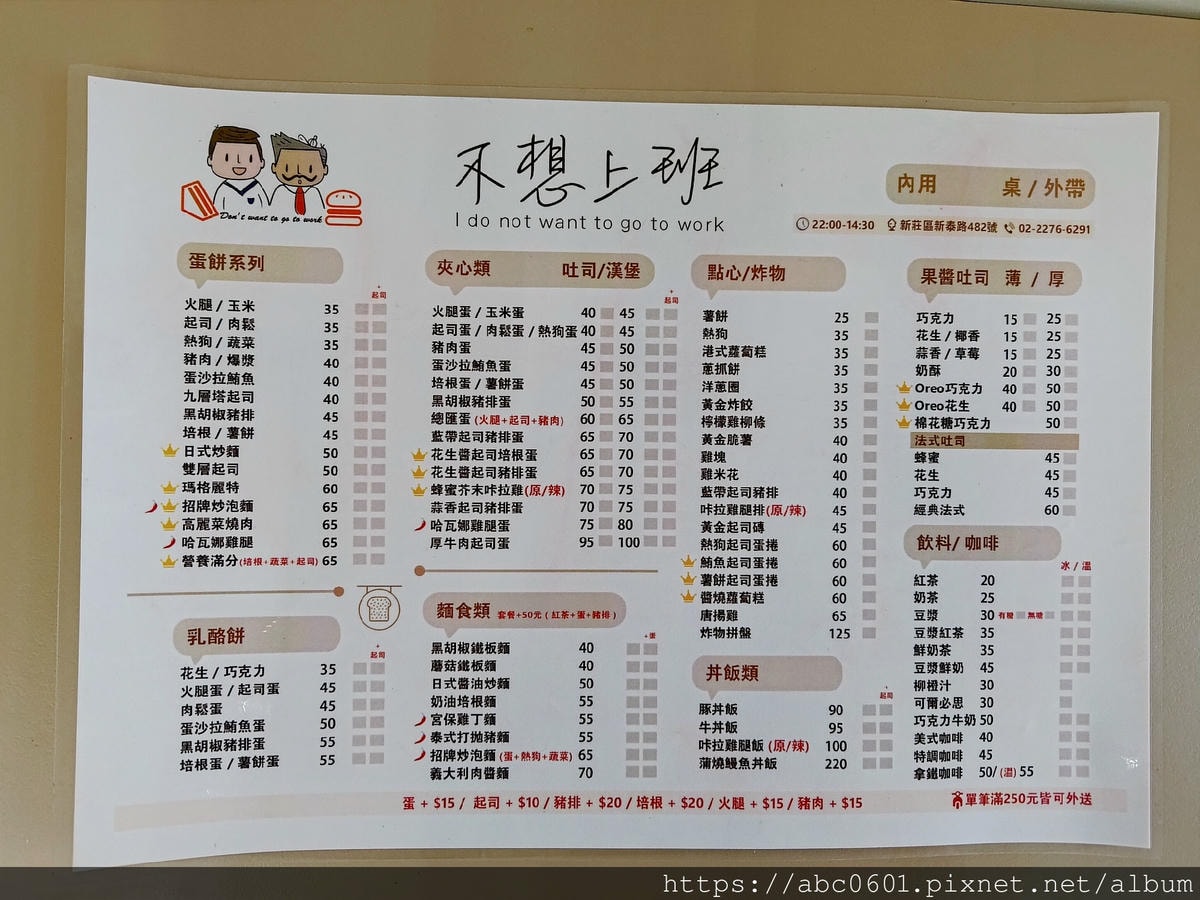 不想上班
I do not want to go to work
Don't want to go to work
內用 桌/外帶
22:00-14:30 新莊區新泰路482號 02-2276-6291
蛋餅系列
+起司
火腿/玉米 35
起司/肉鬆 35
熱狗/蔬菜 35
豬肉/爆漿 40
蛋沙拉鮪魚 40
九層塔起司 40
黑胡椒豬排 45
培根/薯餅 45
日式炒麵 50
雙層起司 50
瑪格麗特 60
招牌炒泡麵 65
高麗菜燒肉 65
哈瓦娜雞腿 65
營養滿分(培根+蔬菜+起司) 65
乳酪餅
+起司
花生/巧克力 35
火腿蛋/起司蛋 45
肉鬆蛋 45
蛋沙拉鮪魚蛋 50
黑胡椒豬排蛋 55
培根蛋/薯餅蛋 55
夾心類 吐司/漢堡
+起司
火腿蛋/玉米蛋 40 45
起司蛋/肉鬆蛋/熱狗蛋 40 45
豬肉蛋 45 50
蛋沙拉鮪魚蛋 45 50
培根蛋/薯餅蛋 45 50
黑胡椒豬排蛋 50 55
總匯蛋(火腿+起司+豬肉) 60 65
藍帶起司豬排蛋 65 70
花生醬起司培根蛋 65 70
花生醬起司豬排蛋 65 70
蜂蜜芥末咔拉雞(原/辣) 70 75
蒜香起司豬排蛋 70 75
哈瓦娜雞腿蛋 75 80
厚牛肉起司蛋 95 100
麵食類 套餐+50元(紅茶+蛋+豬排)
+蛋
黑胡椒鐵板麵 40
蘑菇鐵板麵 40
日式醬油炒麵 50
奶油培根麵 55
宮保雞丁麵 55
泰式打拋豬麵 55
招牌炒泡麵(蛋+熱狗+蔬菜) 65
義大利肉醬麵 70
點心/炸物
薯餅 25
熱狗 35
港式蘿蔔糕 35
蔥抓餅 35
洋蔥圈 35
黃金炸餃 35
檸檬雞柳條 35
黃金脆薯 40
雞塊 40
雞米花 40
藍帶起司豬排 40
咔拉雞腿排(原/辣) 45
黃金起司磚 45
熱狗起司蛋捲 60
鮪魚起司蛋捲 60
薯餅起司蛋捲 60
醬燒蘿蔔糕 60
唐揚雞 65
炸物拼盤 125
丼飯類
+起司
豚丼飯 90
牛丼飯 95
咔拉雞腿飯(原/辣) 100
蒲燒鰻魚丼飯 220
果醬吐司 薄/厚
巧克力 15 25
花生/椰香 15 25
蒜香/草莓 15 25
奶酥 20 30
Oreo巧克力 40 50
Oreo花生 40 50
棉花糖巧克力 50
法式吐司
蜂蜜 45
花生 45
巧克力 45
經典法式 60
飲料/咖啡
冰/溫
紅茶 20
奶茶 25
豆漿 30 有糖 無糖
豆漿紅茶 35
鮮奶茶 35
豆漿鮮奶 45
柳橙汁 30
可爾必思 30
巧克力牛奶 50
美式咖啡 40
特調咖啡 45
拿鐵咖啡 50/(溫)55
蛋+$15/ 起司+$10/豬排+$20/培根+$20/火腿+$15/豬肉+$15
單筆滿250元皆可外送
https://abc0601.pixnet.net/album